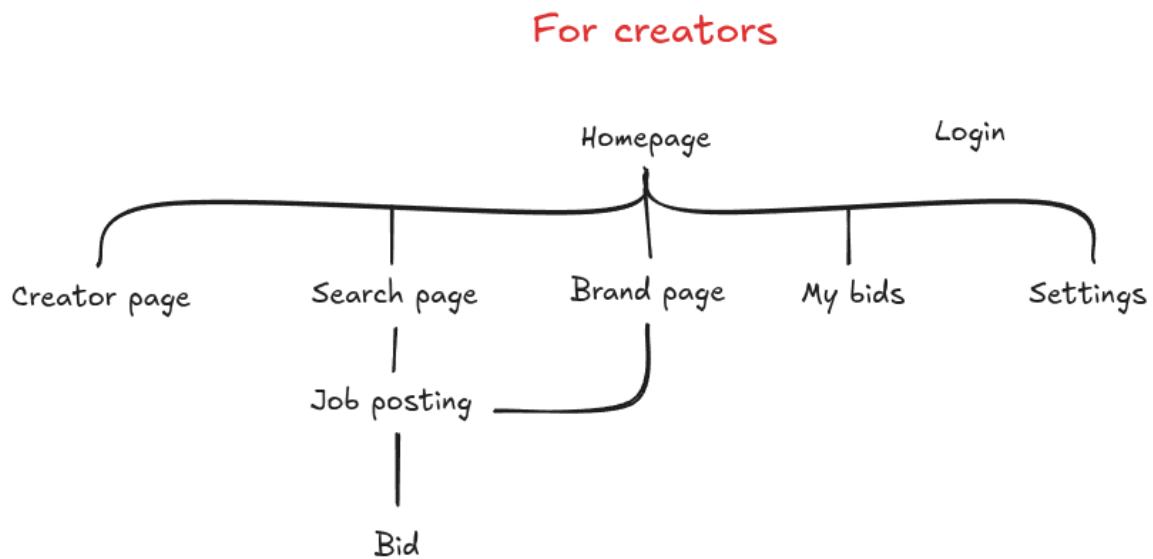 For creators
Homepage
Login
Creator page
Search page
Brand page
My bids
Settings
Job posting
Bid